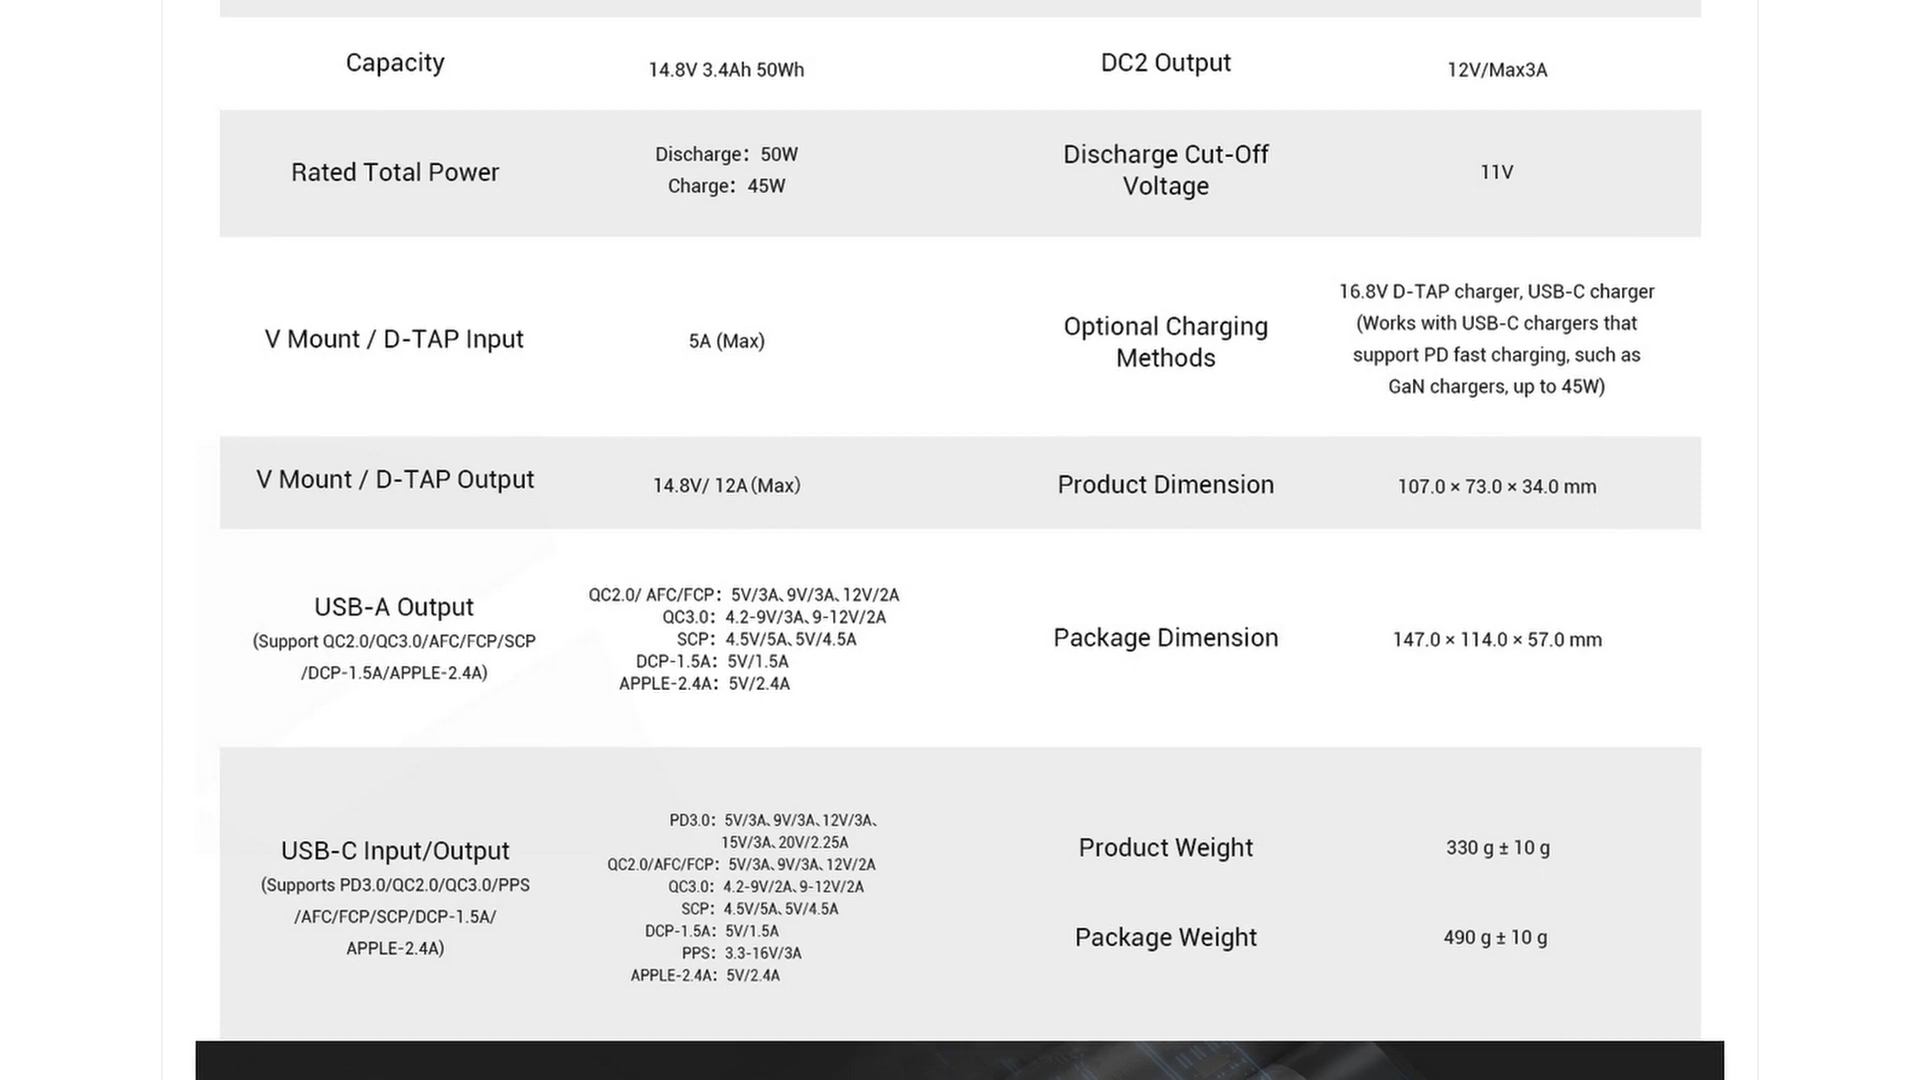 Capacity
14.8V 3.4Ah 50Wh
DC2 Output
12V/Max3A
Rated Total Power
Discharge: 50W
Charge: 45W
Discharge Cut-Off
Voltage
11V
V Mount / D-TAP Input
5A (Max)
Optional Charging
Methods
16.8V D-TAP charger, USB-C charger
(Works with USB-C chargers that
support PD fast charging, such as
GaN chargers, up to 45W)
V Mount / D-TAP Output
14.8V/ 12A(Max)
Product Dimension
107.0 × 73.0 × 34.0 mm
USB-A Output
(Support QC2.0/QC3.0/AFC/FCP/SCP
/DCP-1.5A/APPLE-2.4A)
QC2.0/ AFC/FCP: 5V/3A、9V/3A、12V/2A
QC3.0: 4.2-9V/3A、9-12V/2A
SCP: 4.5V/5A、5V/4.5A
DCP-1.5A: 5V/1.5A
APPLE-2.4A: 5V/2.4A
Package Dimension
147.0 × 114.0 × 57.0 mm
USB-C Input/Output
(Supports PD3.0/QC2.0/QC3.0/PPS
/AFC/FCP/SCP/DCP-1.5A/
APPLE-2.4A)
PD3.0: 5V/3A、9V/3A、12V/3A、
15V/3A、20V/2.25A
QC2.0/AFC/FCP: 5V/3A、9V/3A、12V/2A
QC3.0: 4.2-9V/2A、9-12V/2A
SCP: 4.5V/5A、5V/4.5A
DCP-1.5A: 5V/1.5A
PPS: 3.3-16V/3A
APPLE-2.4A: 5V/2.4A
Product Weight
330 g ± 10 g
Package Weight
490 g ± 10 g